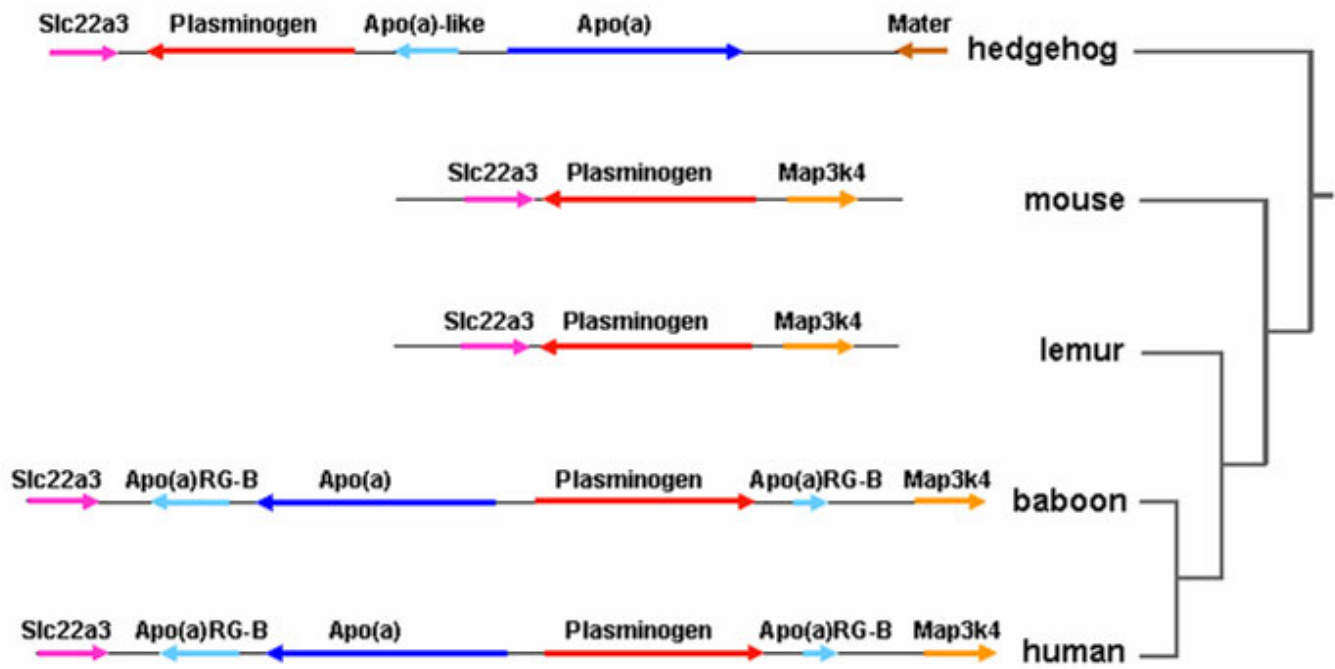 Slc22a3 Plasminogen Apo(a)-like Apo(a) Mater
hedgehog
Slc22a3 Plasminogen Map3k4
mouse
Slc22a3 Plasminogen Map3k4
lemur
Slc22a3 Apo(a)RG-B Apo(a) Plasminogen Apo(a)RG-B Map3k4
baboon
Slc22a3 Apo(a)RG-B Apo(a) Plasminogen Apo(a)RG-B Map3k4
human